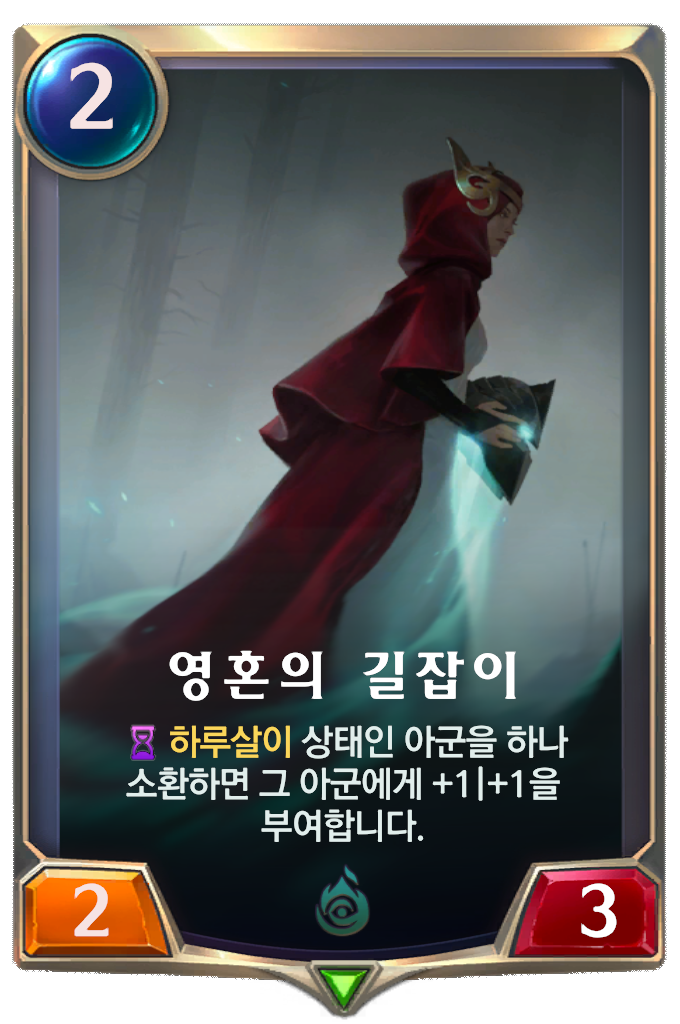 2
영혼의 길잡이
하루살이 상태인 아군을 하나
소환하면 그 아군에게 +1|+1을
부여합니다.
2
3